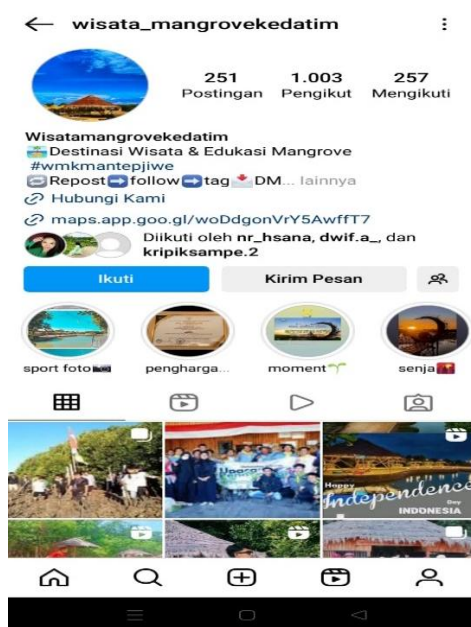 wisata_mangrovekedatim
251 1.003 257
Postingan Pengikut Mengikuti
Wisatamangrovekedatim
🏝️Destinasi Wisata & Edukasi Mangrove
#wmkmantepjiwe
🔁Repost➡️follow➡️tag📩DM... lainnya
Hubungi Kami
maps.app.goo.gl/woDdgonVrY5AwffT7
Diikuti oleh nr_hsana, dwif.a_, dan
kripiksampe.2
Ikuti Kirim Pesan
sport foto📷 pengharga... moment🌱 senja🌇
Happy
Independence
Day
INDONESIA